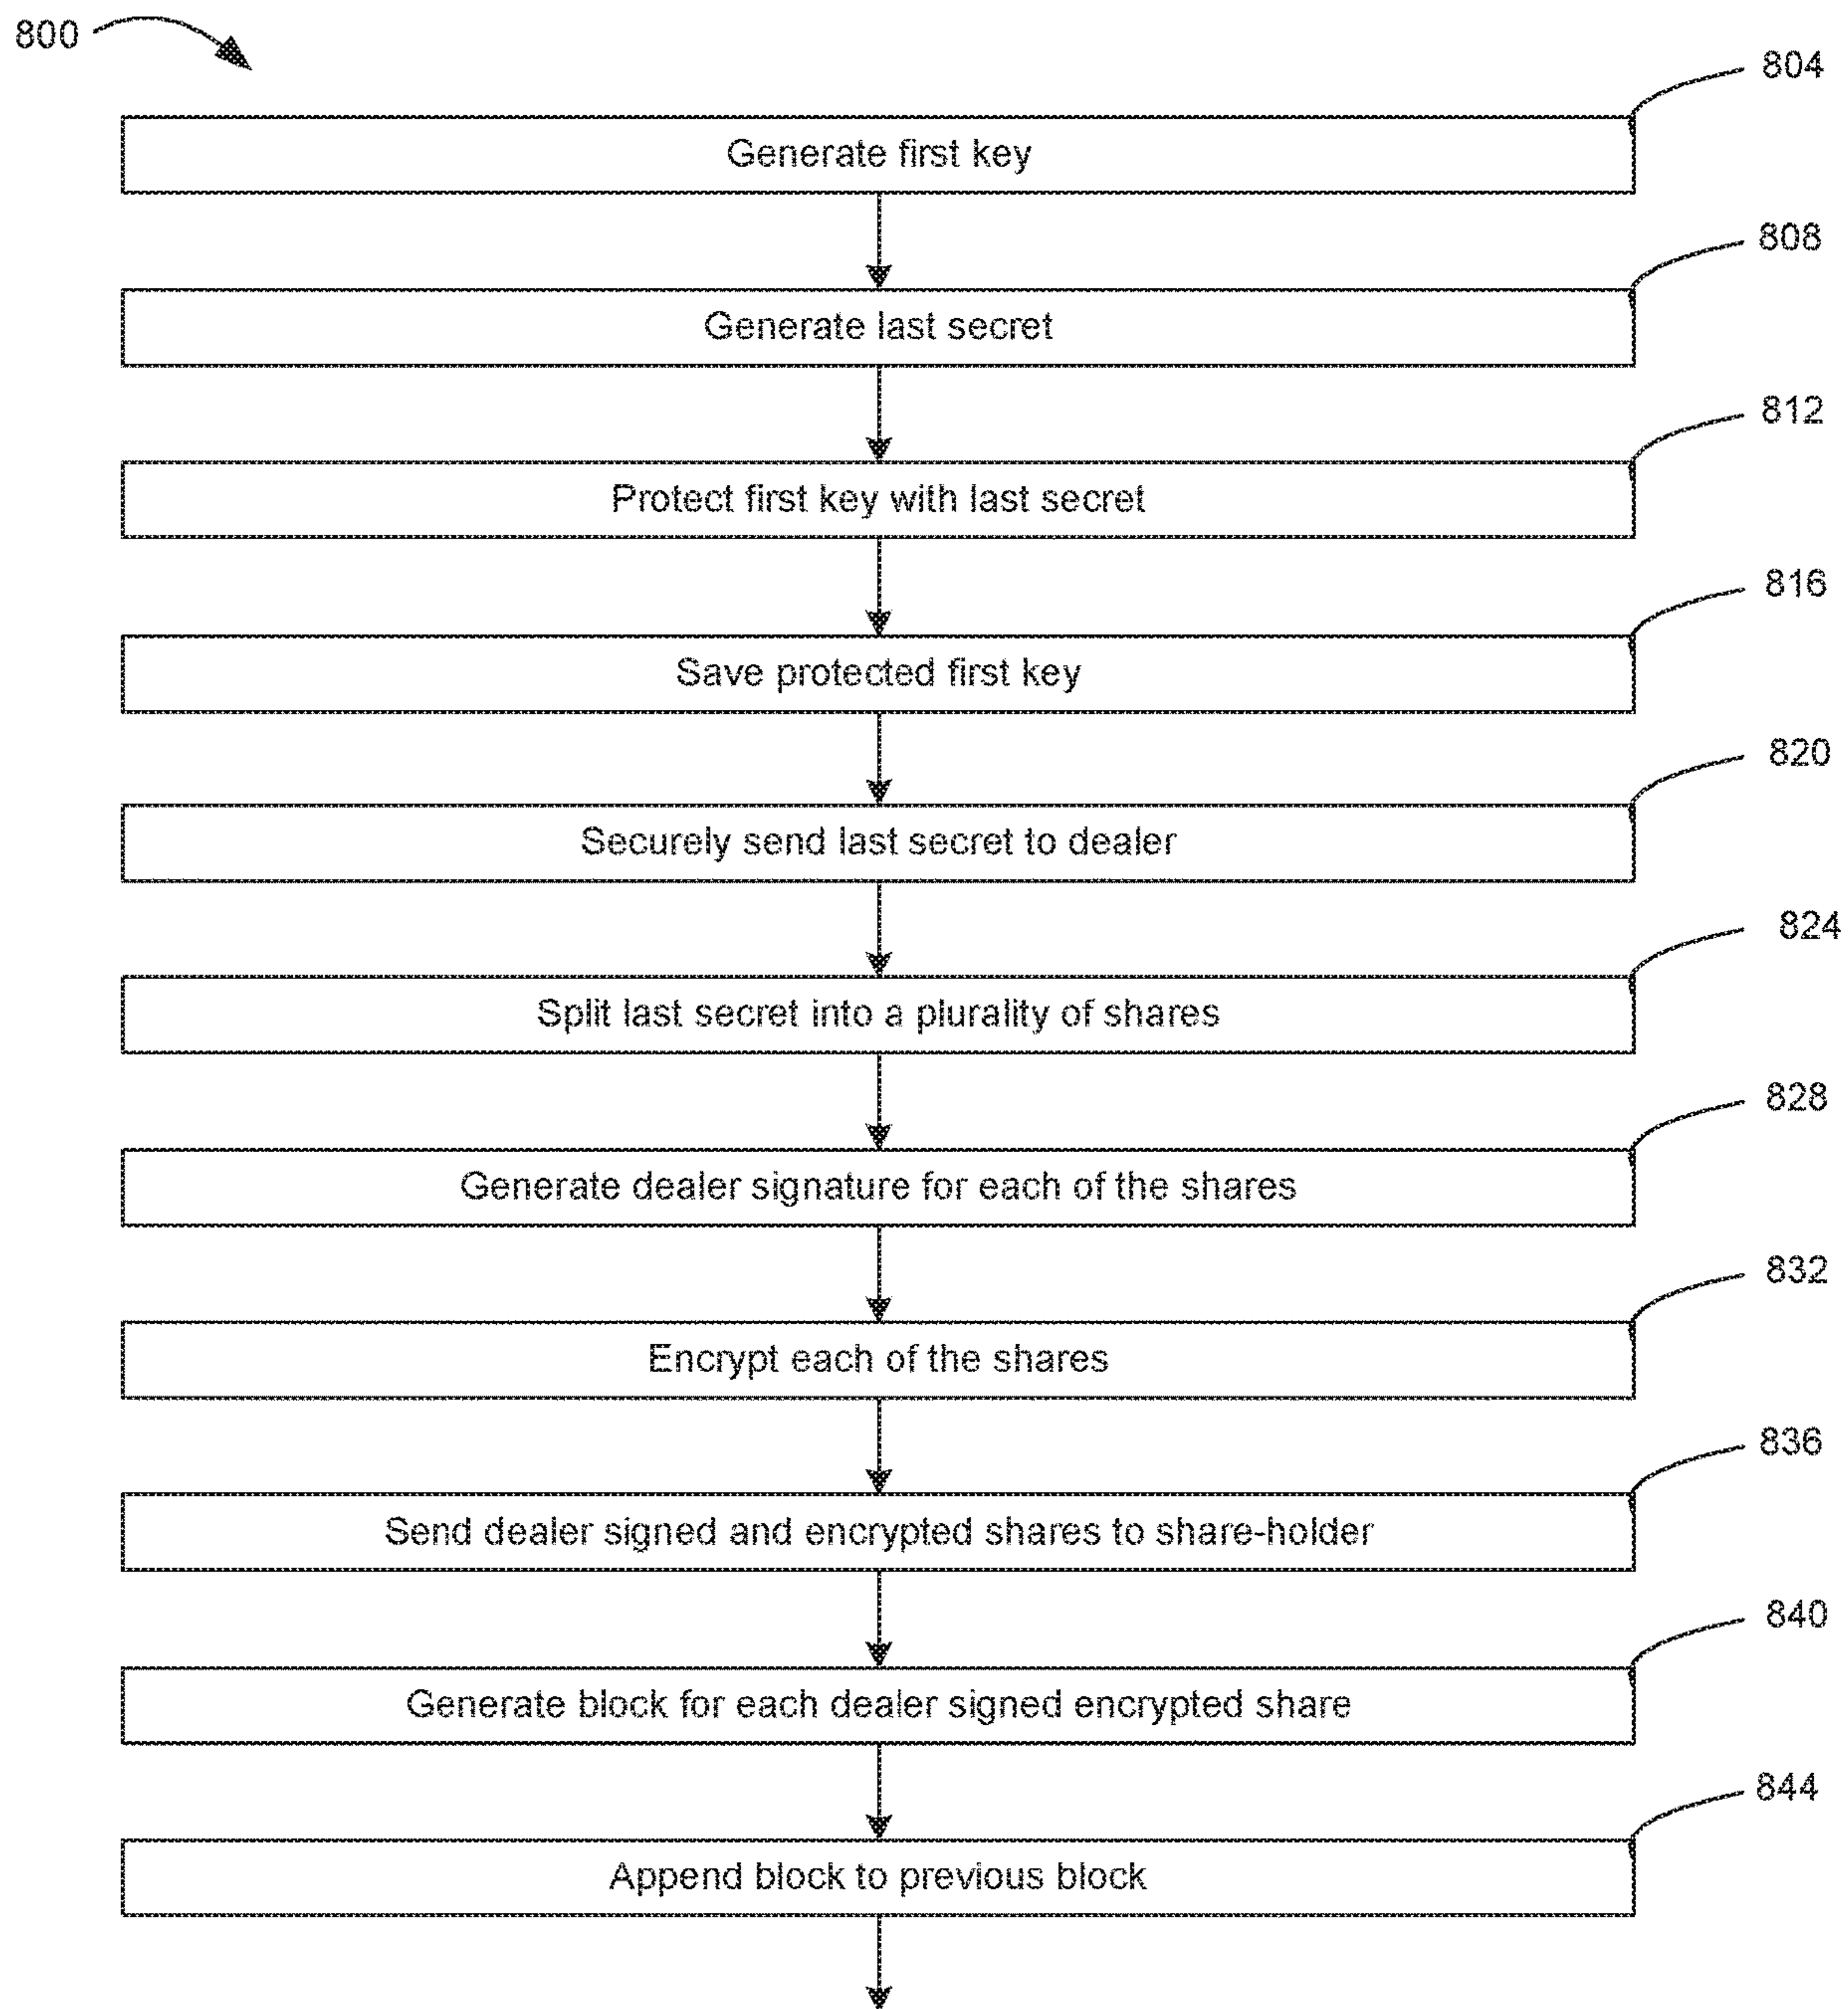 800
804
Generate first key
808
Generate last secret
812
Protect first key with last secret
816
Save protected first key
820
Securely send last secret to dealer
824
Split last secret into a plurality of shares
828
Generate dealer signature for each of the shares
832
Encrypt each of the shares
836
Send dealer signed and encrypted shares to share-holder
840
Generate block for each dealer signed encrypted share
844
Append block to previous block